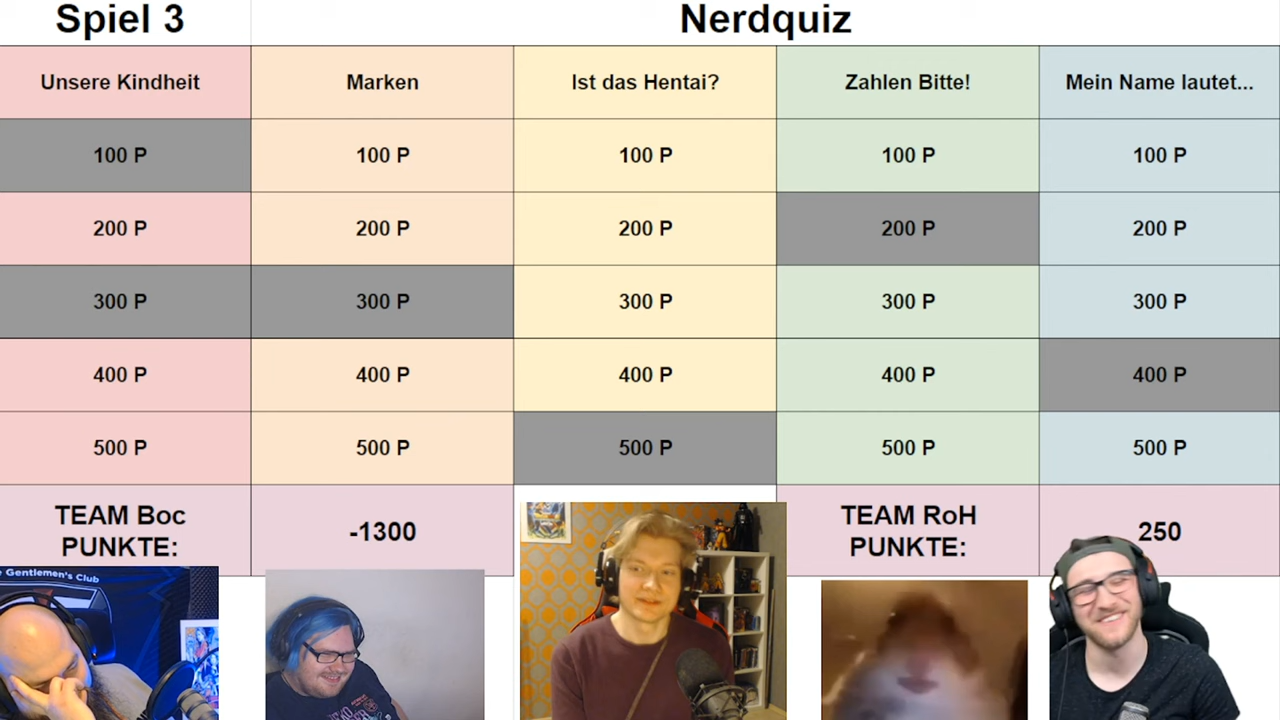 Spiel 3 Nerdquiz
Unsere Kindheit Marken Ist das Hentai? Zahlen Bitte! Mein Name lautet...
100 P 100 P 100 P 100 P 100 P
200 P 200 P 200 P 200 P 200 P
300 P 300 P 300 P 300 P 300 P
400 P 400 P 400 P 400 P 400 P
500 P 500 P 500 P 500 P 500 P
TEAM Boc
PUNKTE:
-1300
TEAM RoH
PUNKTE:
250
Gentlemen's Club